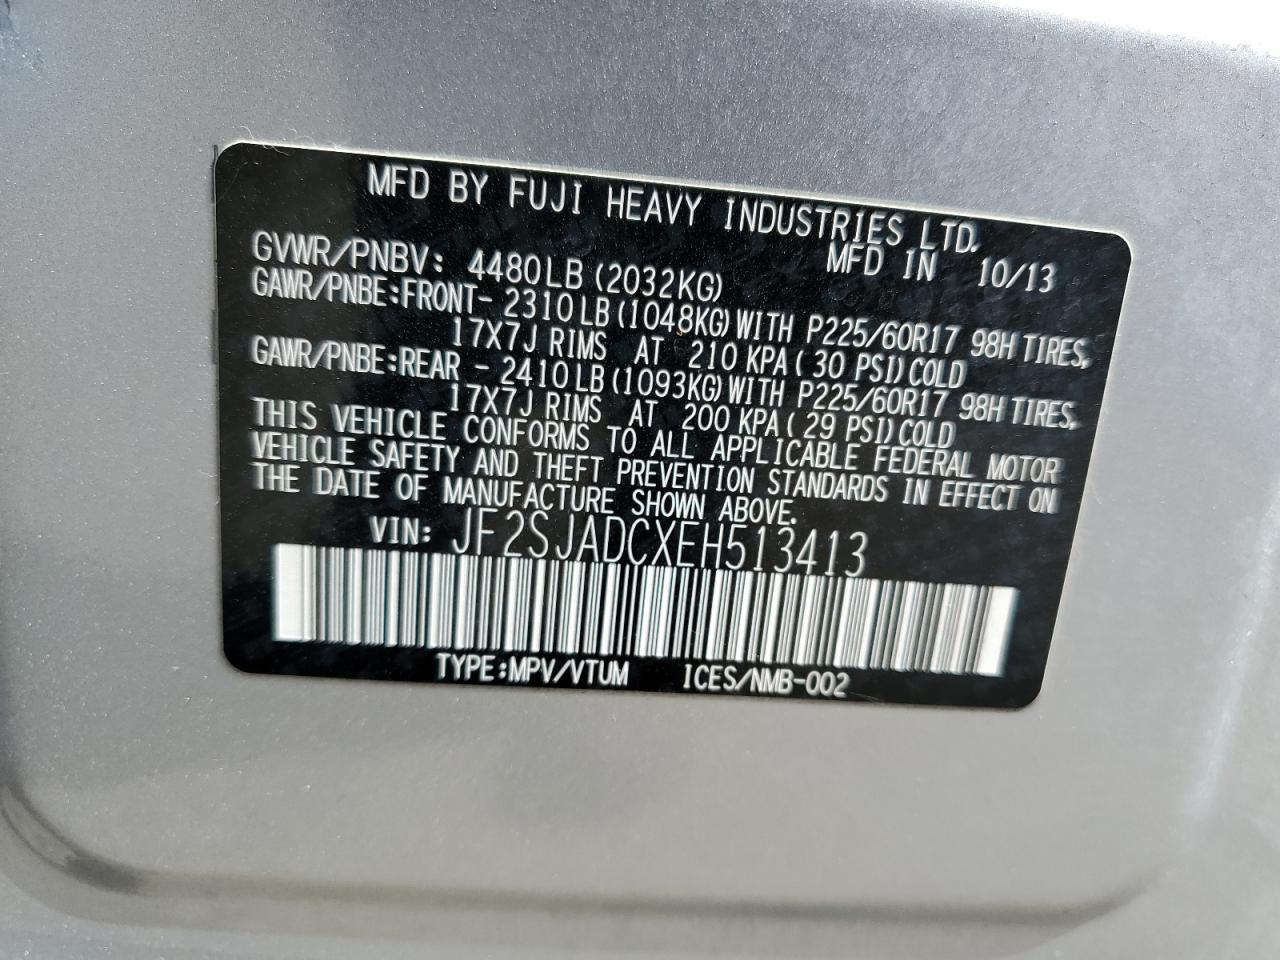 MFD BY FUJI HEAVY INDUSTRIES LTD.
MFD IN 10/13
GVWR/PNBV: 4480LB (2032KG)
GAWR/PNBE:FRONT- 2310LB(1048KG)WITH P225/60R17 98H TIRES,
17X7J RIMS AT 210 KPA( 30 PSI)COLD
GAWR/PNBE:REAR - 2410LB(1093KG)WITH P225/60R17 98H TIRES,
17X7J RIMS AT 200 KPA( 29 PSI)COLD
THIS VEHICLE CONFORMS TO ALL APPLICABLE FEDERAL MOTOR
VEHICLE SAFETY AND THEFT PREVENTION STANDARDS IN EFFECT ON
THE DATE OF MANUFACTURE SHOWN ABOVE.
VIN: JF2SJADCXEH513413
TYPE:MPV/VTUM ICES/NMB-002